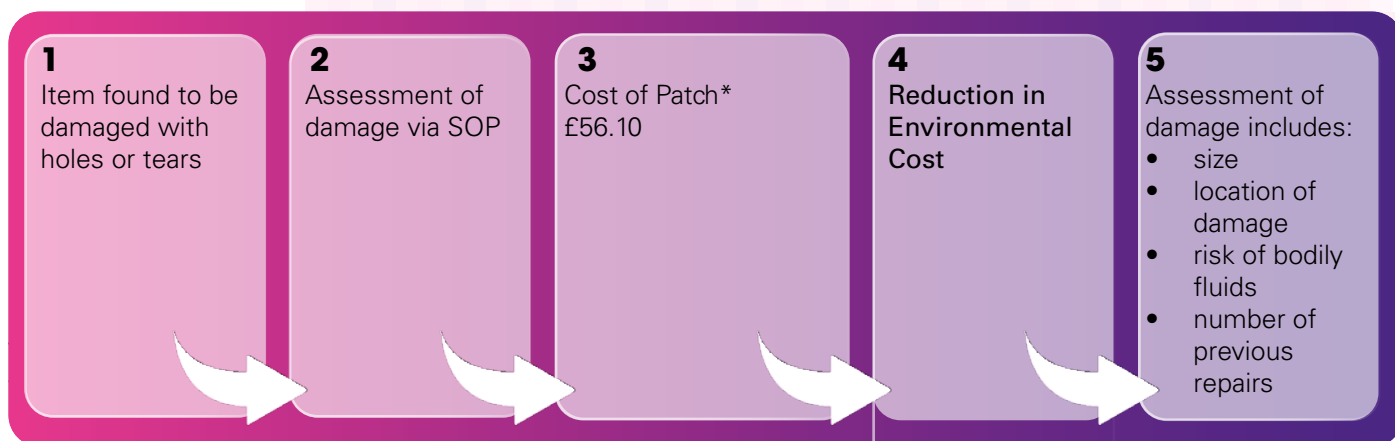 1
Item found to be
damaged with
holes or tears
2
Assessment of
damage via SOP
3
Cost of Patch*
£56.10
4
Reduction in
Environmental
Cost
5
Assessment of
damage includes:
• size
• location of
damage
• risk of bodily
fluids
• number of
previous
repairs